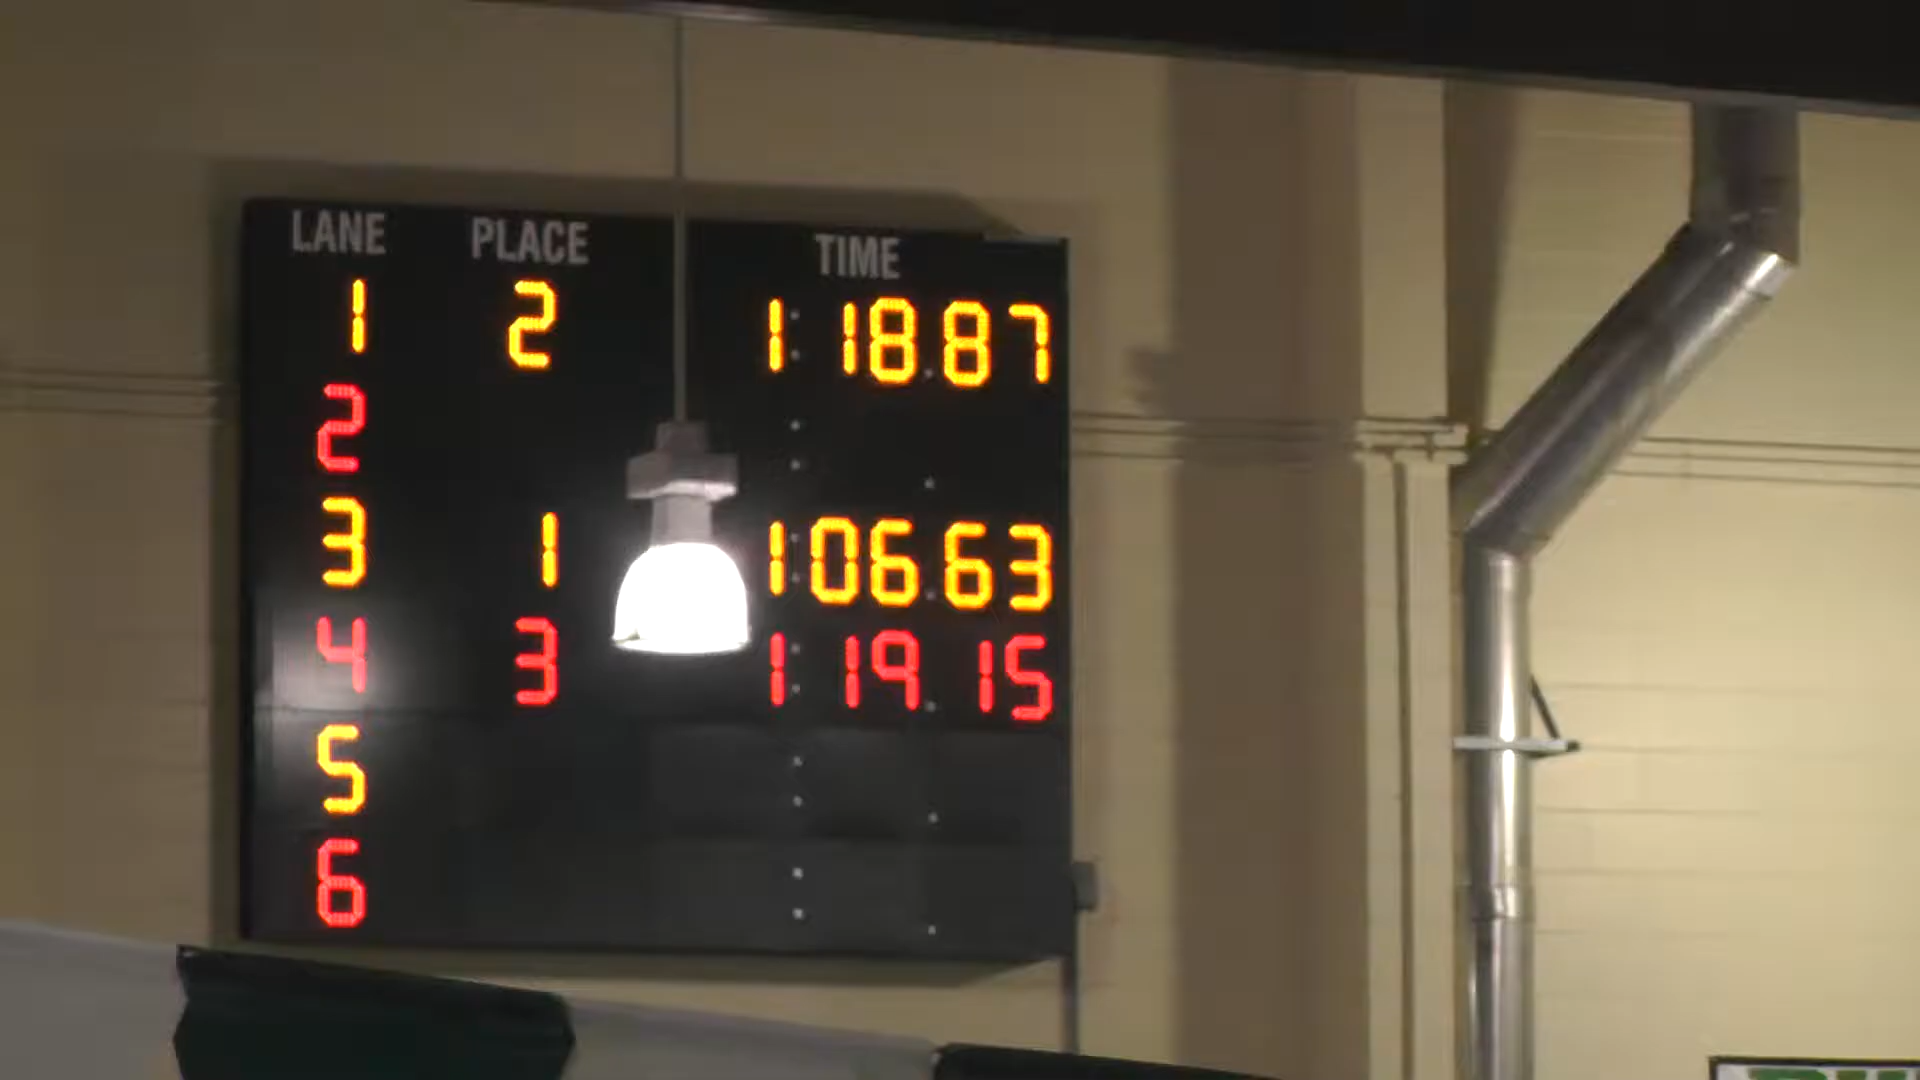 LANE PLACE TIME
1 2 1:18.87
2 : .
3 1 1:06.63
4 3 1:19.15
5 : .
6 : .